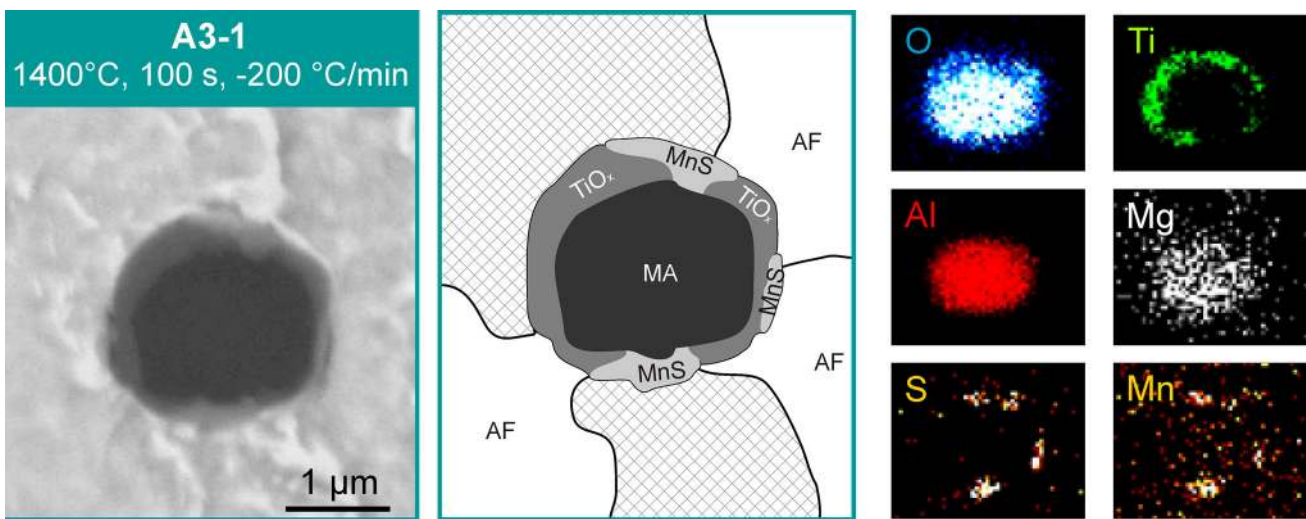 A3-1
1400°C, 100 s, -200 °C/min
1 µm
MnS
TiOₓ
TiOₓ
MA
MnS
MnS
AF
AF
AF
O
Ti
Al
Mg
S
Mn